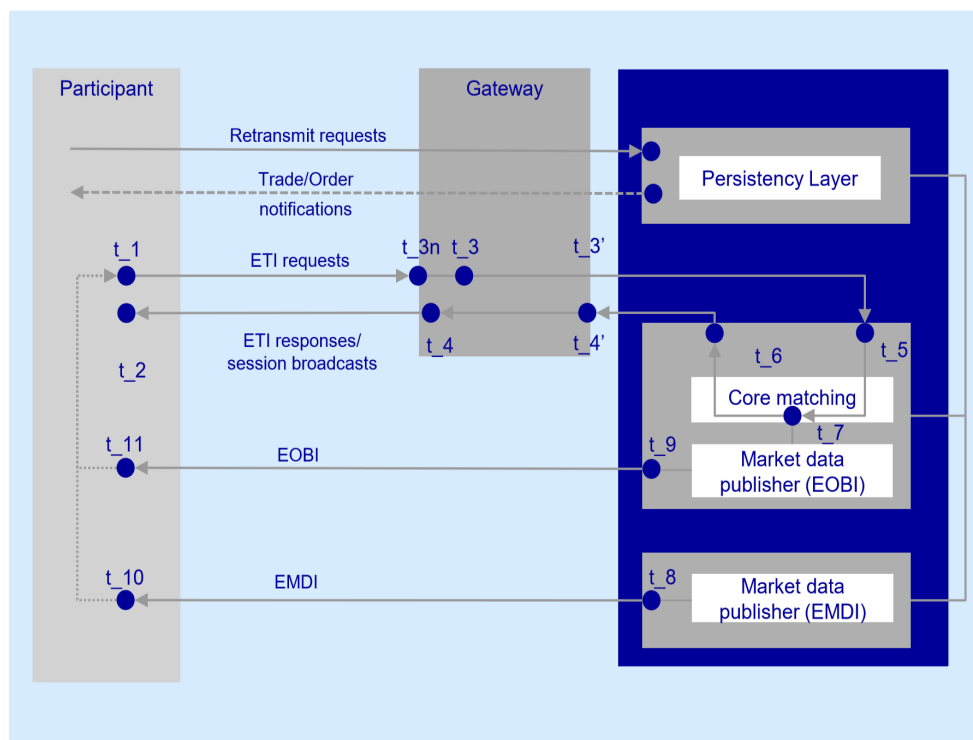 Participant
Gateway
Retransmit requests
Persistency Layer
Trade/Order
notifications
t_1
t_3n
t_3
t_3’
ETI requests
ETI responses/
session broadcasts
t_4
t_4’
t_5
t_6
t_2
Core matching
t_7
t_11
EOBI
t_9
Market data
publisher (EOBI)
t_10
EMDI
t_8
Market data
publisher (EMDI)